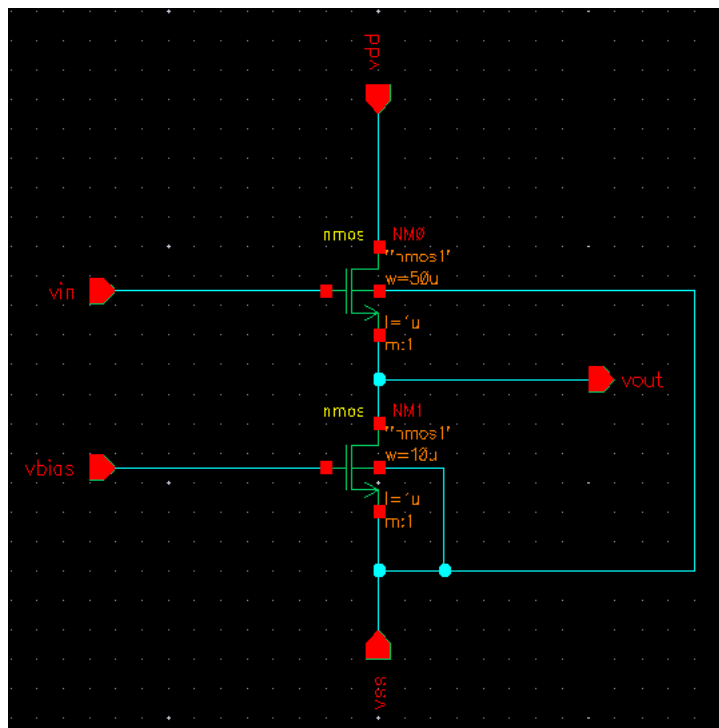 vdd
nmos NM0
"nmos1"
w=50u
vin
l=1u
m:1
vout
nmos NM1
"nmos1"
w=10u
vbias
l=1u
m:1
vss